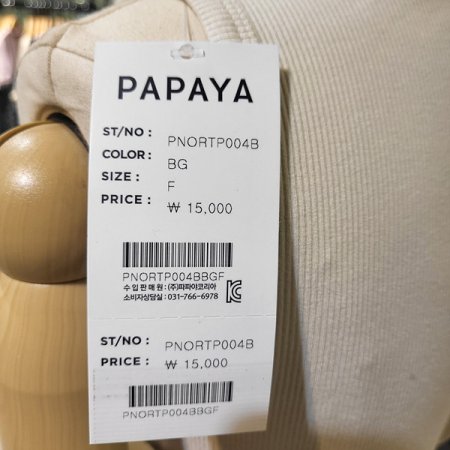 PAPAYA
ST/NO : PNORTP004B
COLOR : BG
SIZE : F
PRICE : ₩ 15,000
PNORTP004BBGF
수입판매원 : (주)파파야코리아
소비자상담실 : 031-766-6978
ST/NO : PNORTP004B
PRICE : ₩ 15,000
PNORTP004BBGF